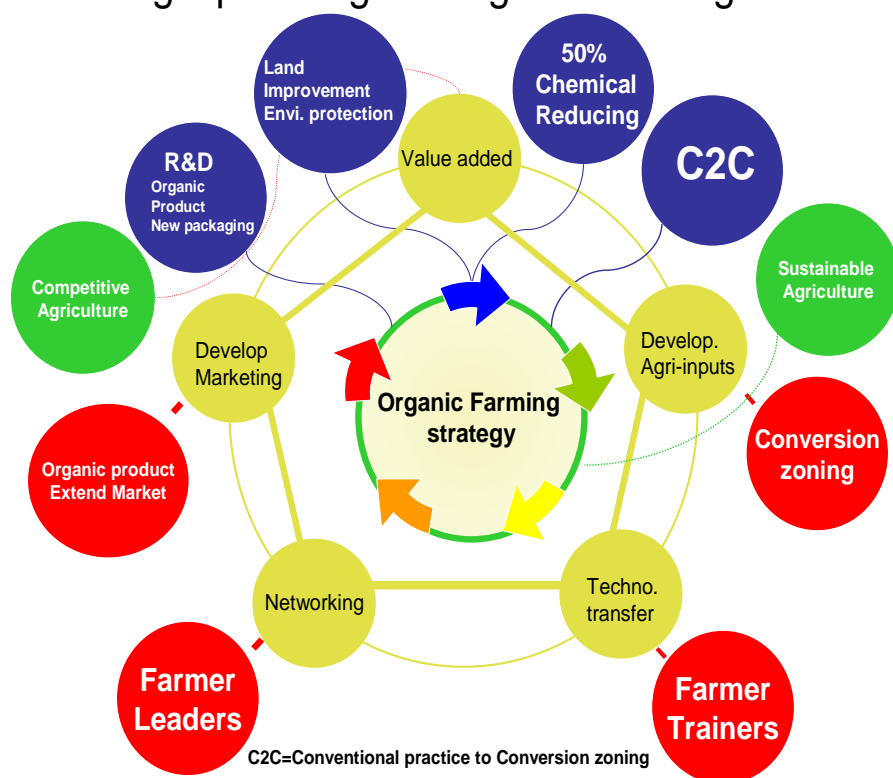 50%
Chemical
Reducing
Land
Improvement
Envi. protection
Value added
C2C
R&D
Organic
Product
New packaging
Sustainable
Agriculture
Competitive
Agriculture
Develop
Marketing
Develop.
Agri-inputs
Organic Farming
strategy
Conversion
zoning
Organic product
Extend Market
Networking
Techno.
transfer
Farmer
Leaders
Farmer
Trainers
C2C=Conventional practice to Conversion zoning